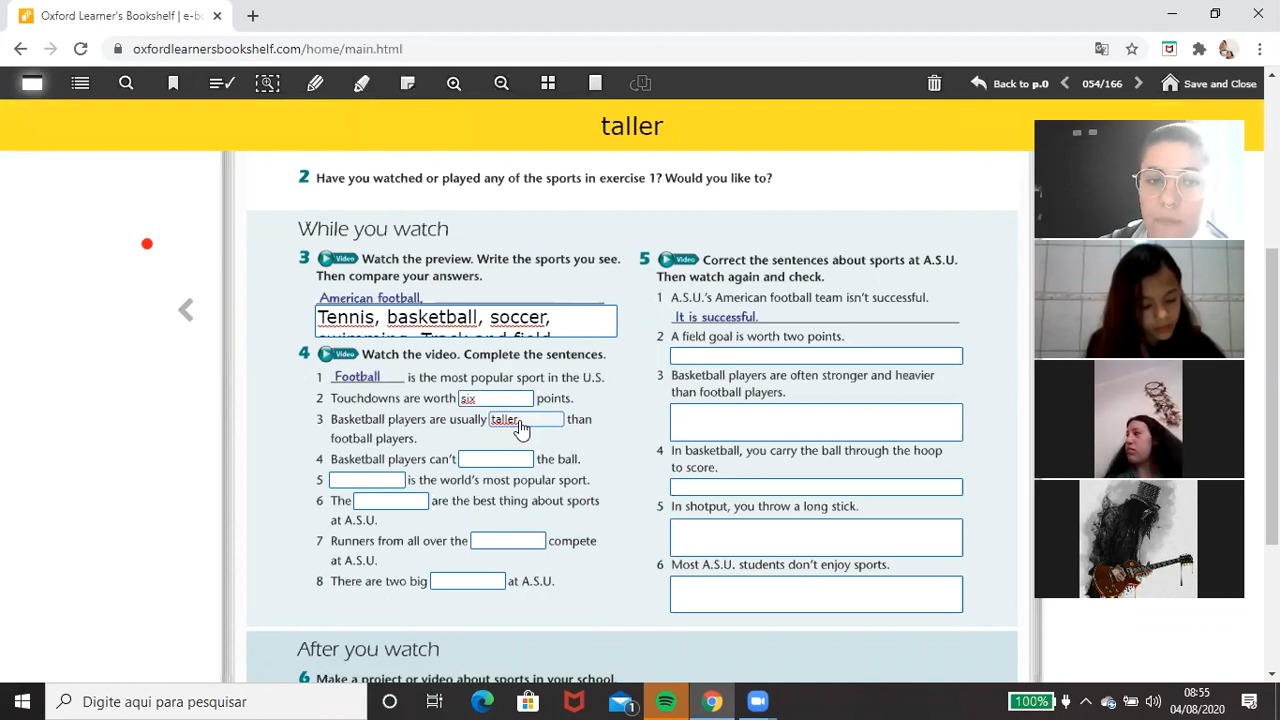 Oxford Learner's Bookshelf | e-bo
oxfordlearnersbookshelf.com/home/main.html
Back to p.0
054/166
Save and Close
taller
2 Have you watched or played any of the sports in exercise 1? Would you like to?
While you watch
3 Video Watch the preview. Write the sports you see.
Then compare your answers.
American football,
Tennis, basketball, soccer,
swimming, Track and field
4 Video Watch the video. Complete the sentences.
1 Football is the most popular sport in the U.S.
2 Touchdowns are worth six points.
3 Basketball players are usually taller than
football players.
4 Basketball players can't the ball.
5 is the world's most popular sport.
6 The are the best thing about sports
at A.S.U.
7 Runners from all over the compete
at A.S.U.
8 There are two big at A.S.U.
5 Video Correct the sentences about sports at A.S.U.
Then watch again and check.
1 A.S.U.'s American football team isn't successful.
It is successful.
2 A field goal is worth two points.
3 Basketball players are often stronger and heavier
than football players.
4 In basketball, you carry the ball through the hoop
to score.
5 In shotput, you throw a long stick.
6 Most A.S.U. students don't enjoy sports.
After you watch
6 Make a project or video about sports in your school.
Digite aqui para pesquisar
1
100%
08:55
04/08/2020